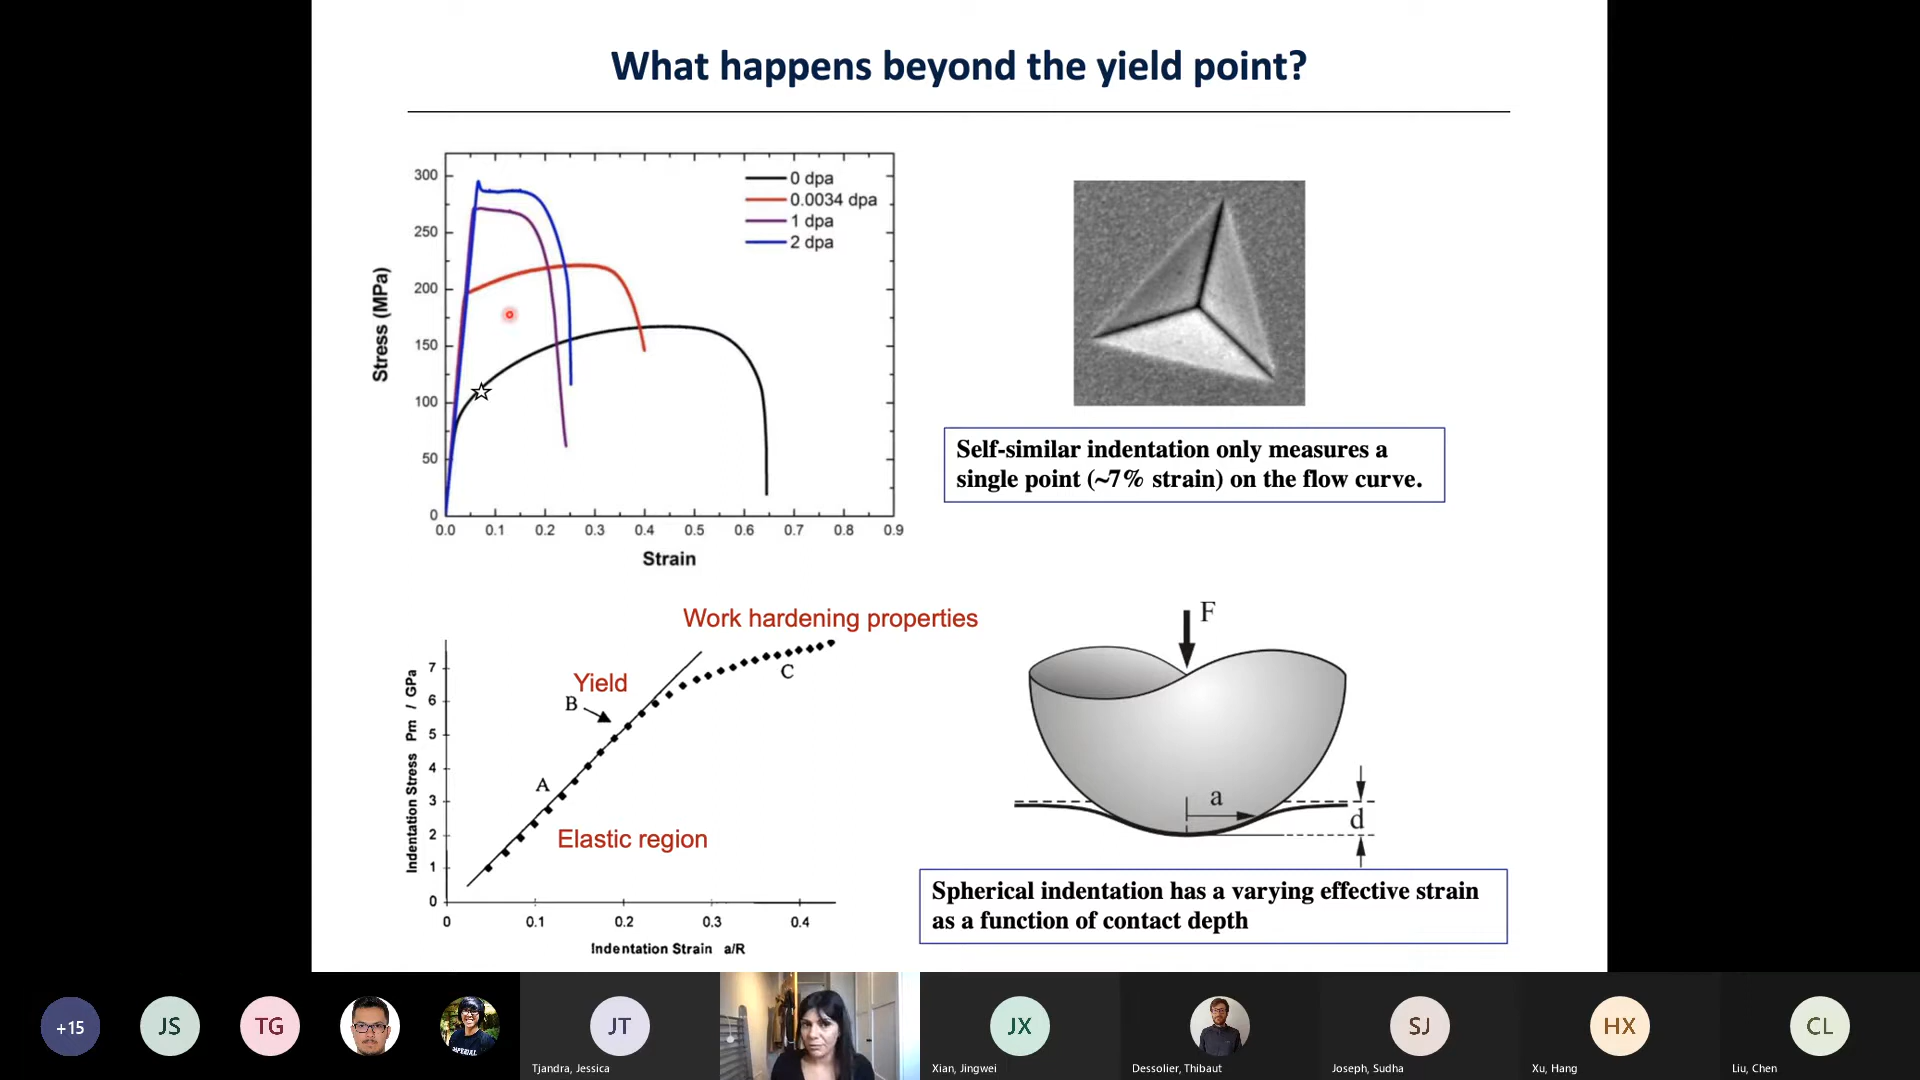 What happens beyond the yield point?
300
250
200
150
100
50
0
Stress (MPa)
0 dpa
0.0034 dpa
1 dpa
2 dpa
0.0 0.1 0.2 0.3 0.4 0.5 0.6 0.7 0.8 0.9
Strain
Self-similar indentation only measures a
single point (~7% strain) on the flow curve.
Work hardening properties
Yield
B
C
A
Elastic region
7
6
5
4
3
2
1
0
Indentation Stress Pm / GPa
0 0.1 0.2 0.3 0.4
Indentation Strain a/R
F
a
d
Spherical indentation has a varying effective strain
as a function of contact depth
+15
JS
TG
IMPERIAL
JT
Tjandra, Jessica
JX
Xian, Jingwei
Dessolier, Thibaut
SJ
Joseph, Sudha
HX
Xu, Hang
CL
Liu, Chen